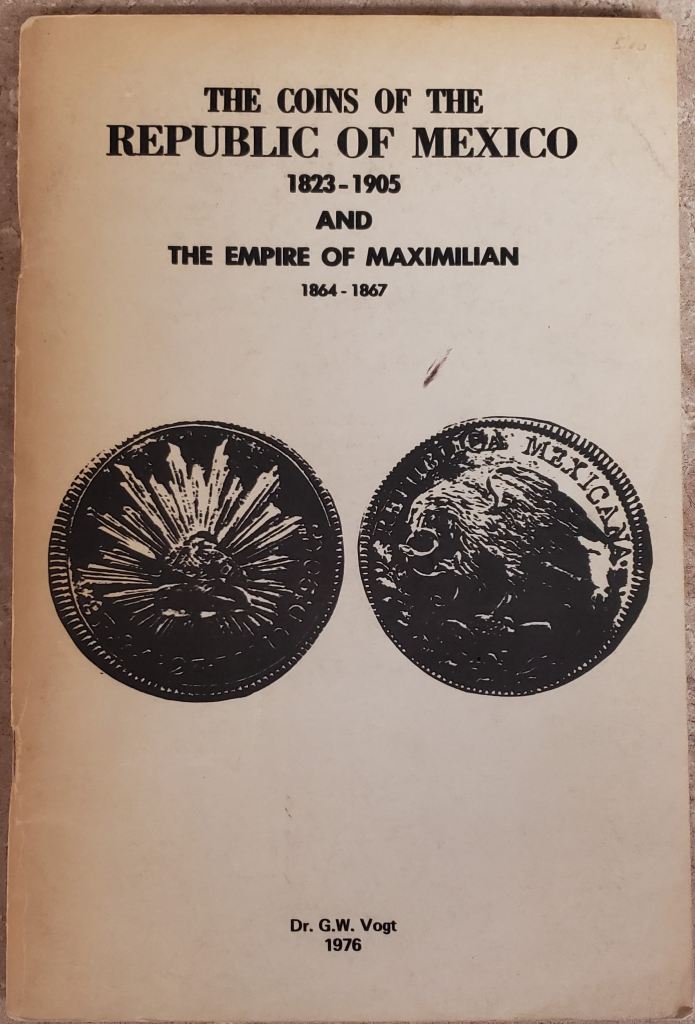 THE COINS OF THE
REPUBLIC OF MEXICO
1823-1905
AND
THE EMPIRE OF MAXIMILIAN
1864 - 1867
MEXICANA
Dr. G.W. Vogt
1976